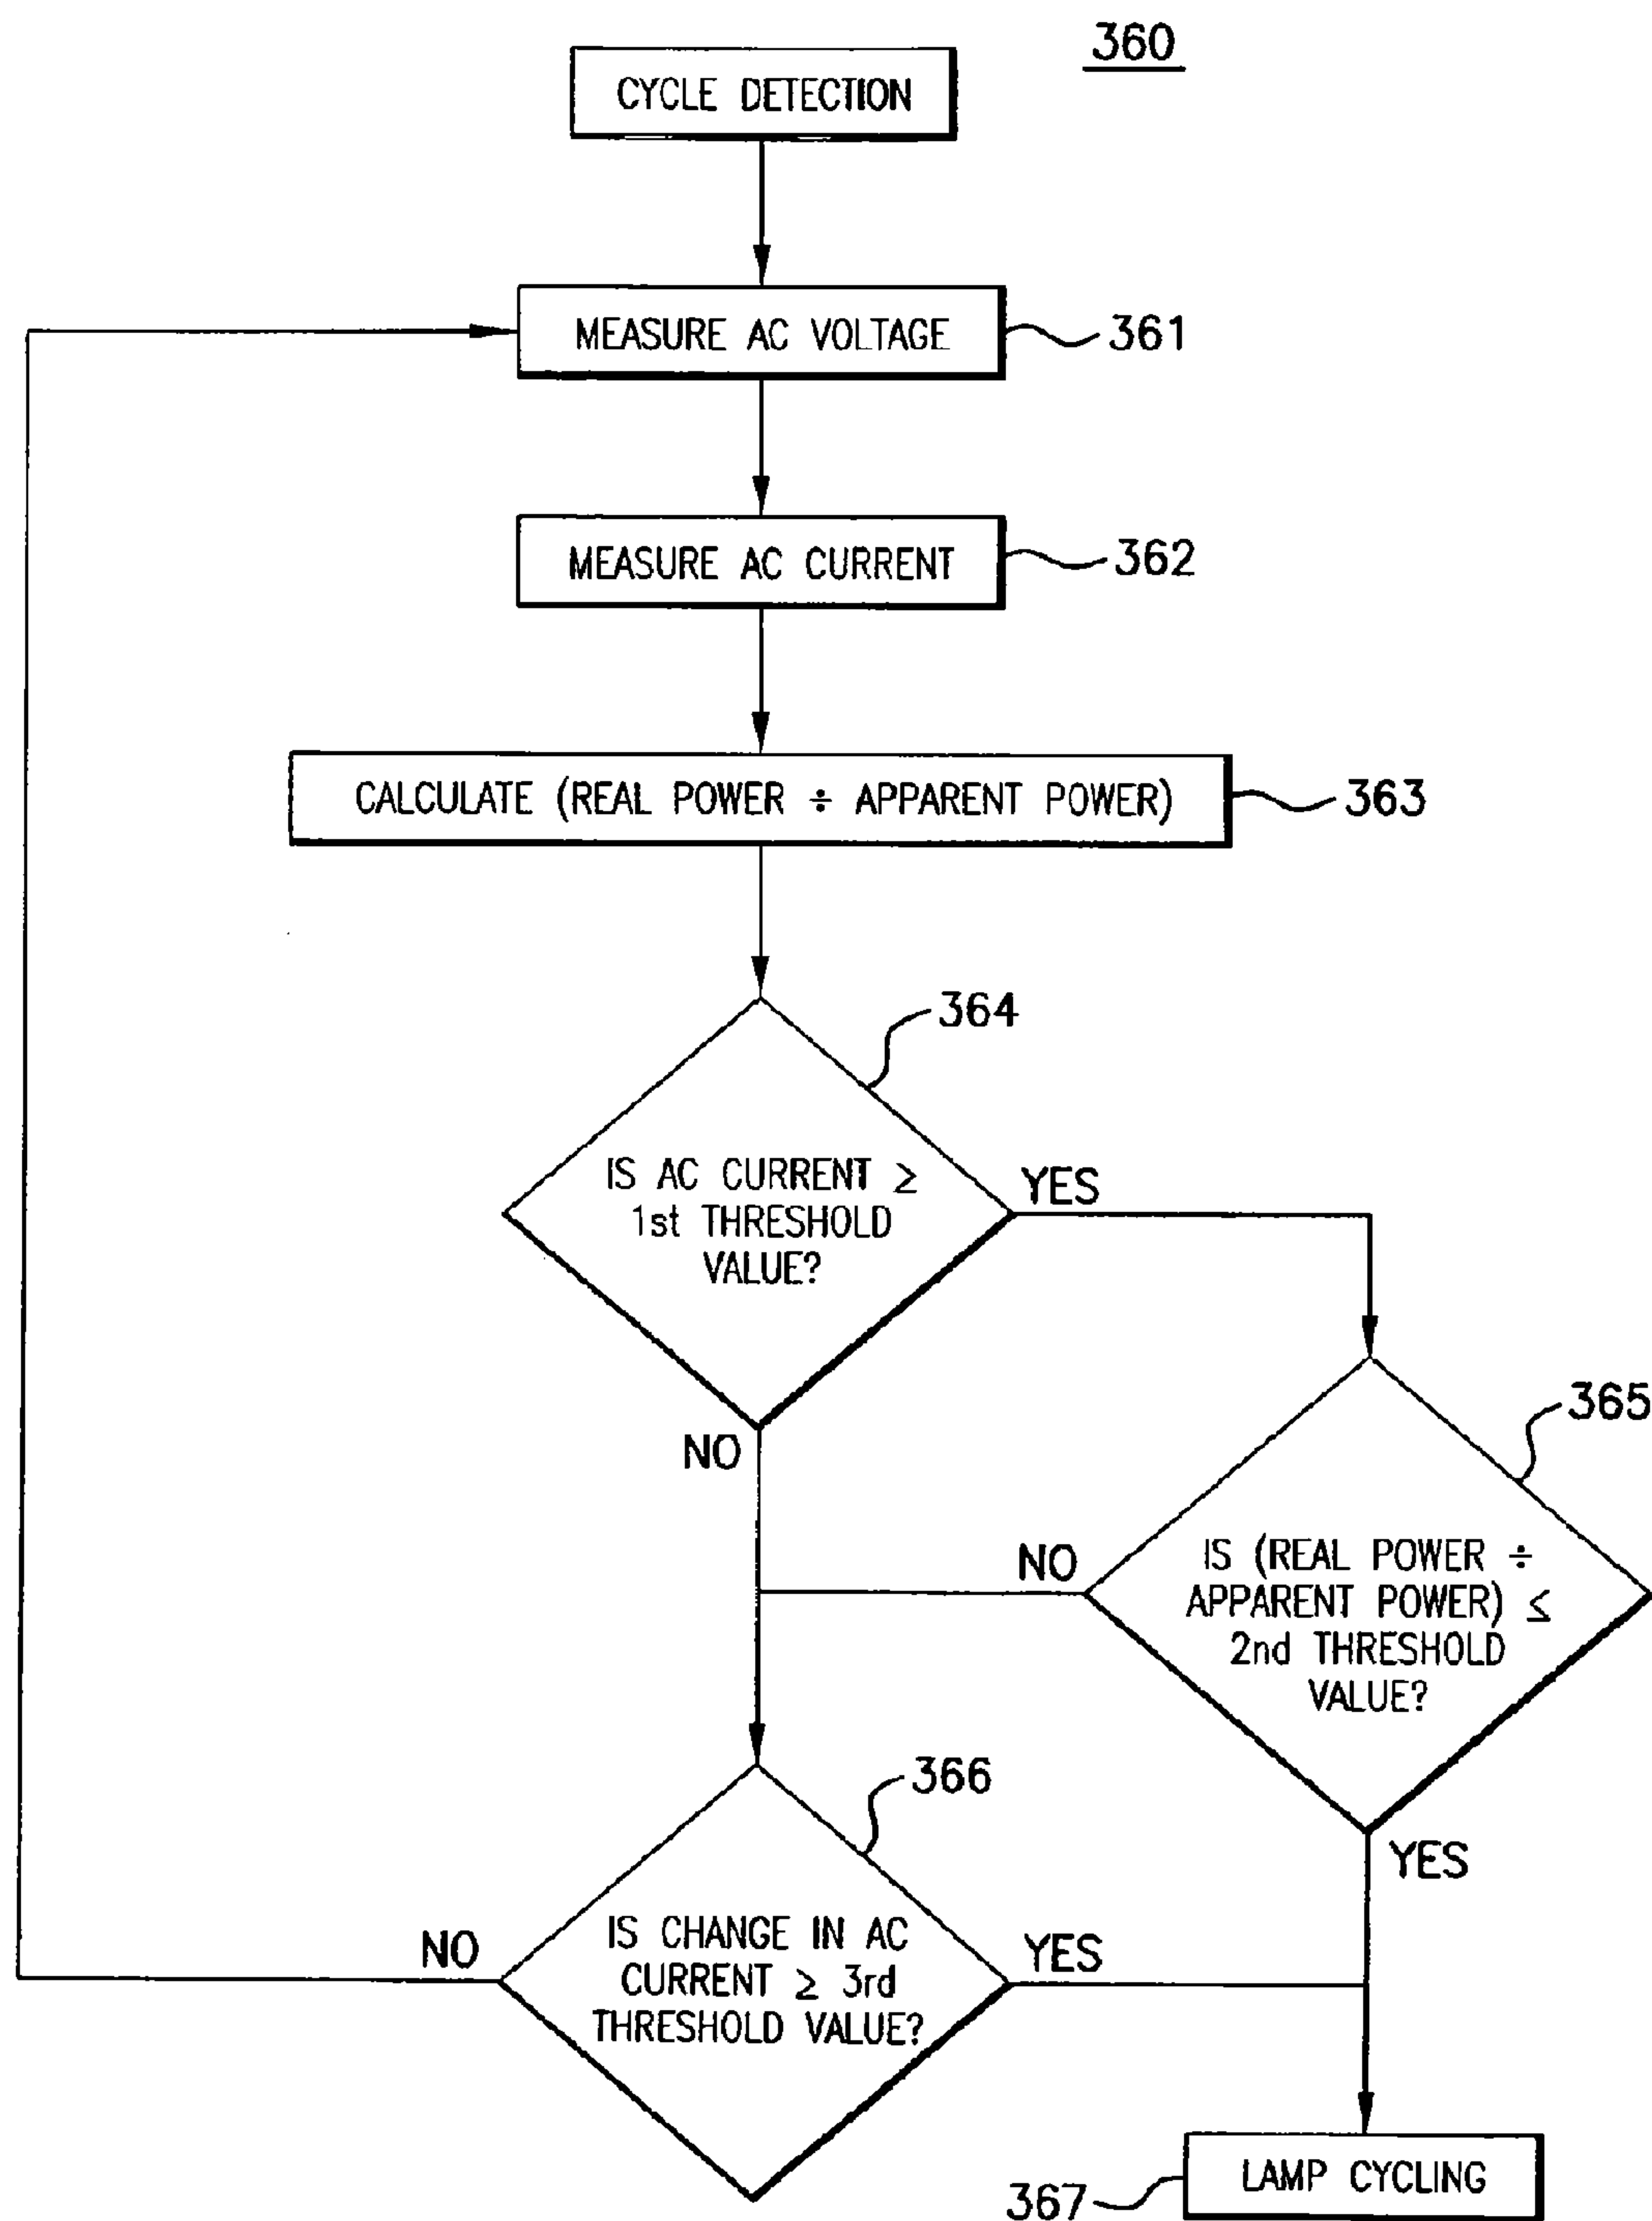 360
CYCLE DETECTION
MEASURE AC VOLTAGE
361
MEASURE AC CURRENT
362
CALCULATE (REAL POWER ÷ APPARENT POWER)
363
364
IS AC CURRENT ≥
1st THRESHOLD
VALUE?
YES
NO
365
IS (REAL POWER ÷
APPARENT POWER) ≤
2nd THRESHOLD
VALUE?
NO
YES
366
IS CHANGE IN AC
CURRENT ≥ 3rd
THRESHOLD VALUE?
NO
YES
LAMP CYCLING
367